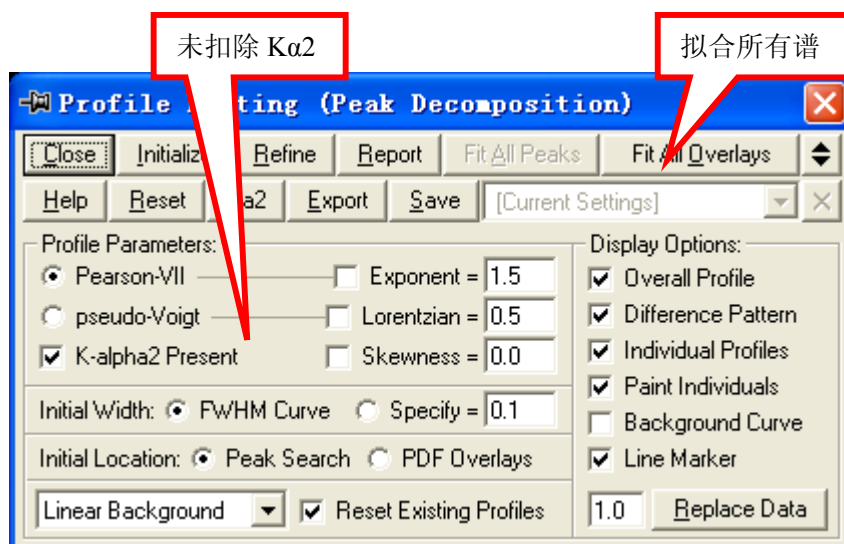 未扣除 Kα2
拟合所有谱
Profile ting (Peak Decomposition)
Close Initializ Refine Report Fit All Peaks Fit All Overlays
Help Reset a2 Export Save [Current Settings]
Profile Parameters: Display Options:
Pearson-VII Exponent = 1.5 Overall Profile
pseudo-Voigt Lorentzian = 0.5 Difference Pattern
K-alpha2 Present Skewness = 0.0 Individual Profiles
Paint Individuals
Initial Width: FWHM Curve Specify = 0.1 Background Curve
Initial Location: Peak Search PDF Overlays Line Marker
Linear Background Reset Existing Profiles 1.0 Replace Data